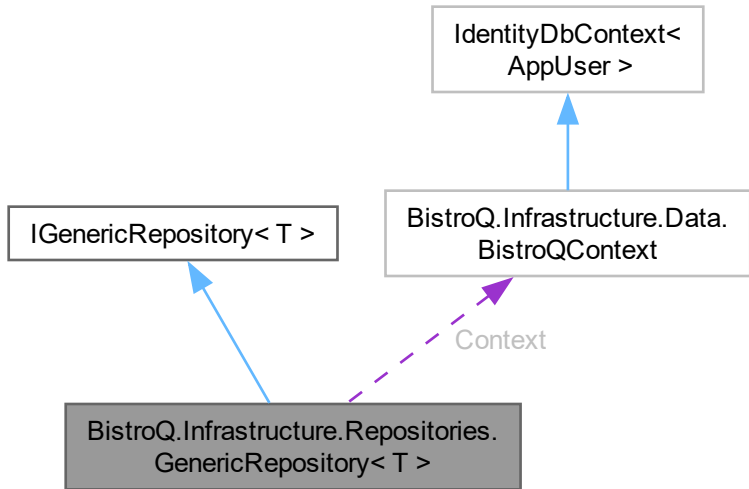 IdentityDbContext<
AppUser >
IGenericRepository< T >
BistroQ.Infrastructure.Data.
BistroQContext
Context
BistroQ.Infrastructure.Repositories.
GenericRepository< T >